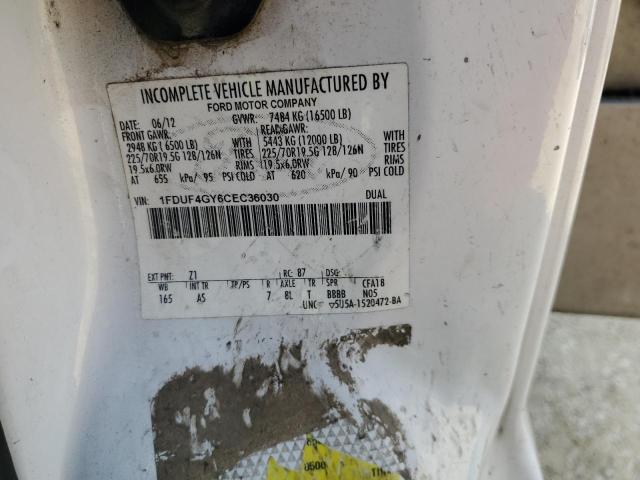 INCOMPLETE VEHICLE MANUFACTURED BY
FORD MOTOR COMPANY
DATE: 06/12 GVWR: 7484 KG (16500 LB)
FRONT GAWR: REAR GAWR:
2948 KG ( 6500 LB) WITH 5443 KG (12000 LB) WITH
225/70R19.5G 128/126N TIRES 225/70R19.5G 128/126N TIRES
19.5x6.0RW RIMS 19.5x6.0RW RIMS
AT 655 kPa/ 95 PSI COLD AT 620 kPa/ 90 PSI COLD
VIN: 1FDUF4GY6CEC36030 DUAL
EXT PNT: Z1 RC: 87 DSG:
WB INT TR TP/PS R AXLE TR SPR CFA18
165 AS 7 8L T BBBB N05
UNC 5U5A-1520472-BA
6500